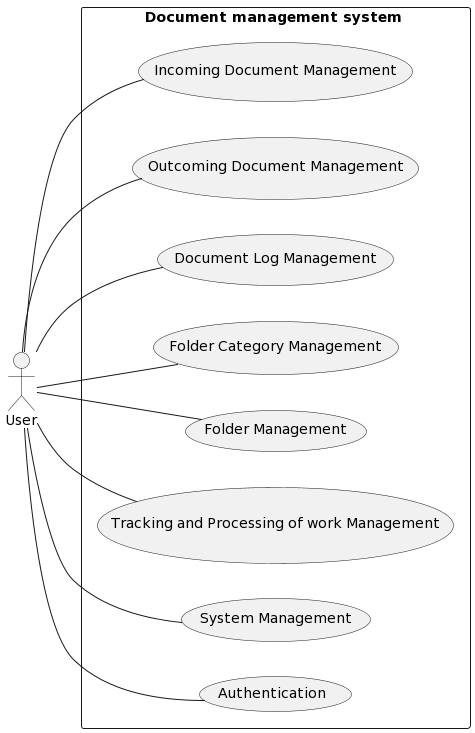 Document management system
Incoming Document Management
Outcoming Document Management
Document Log Management
Folder Category Management
User
Folder Management
Tracking and Processing of work Management
System Management
Authentication